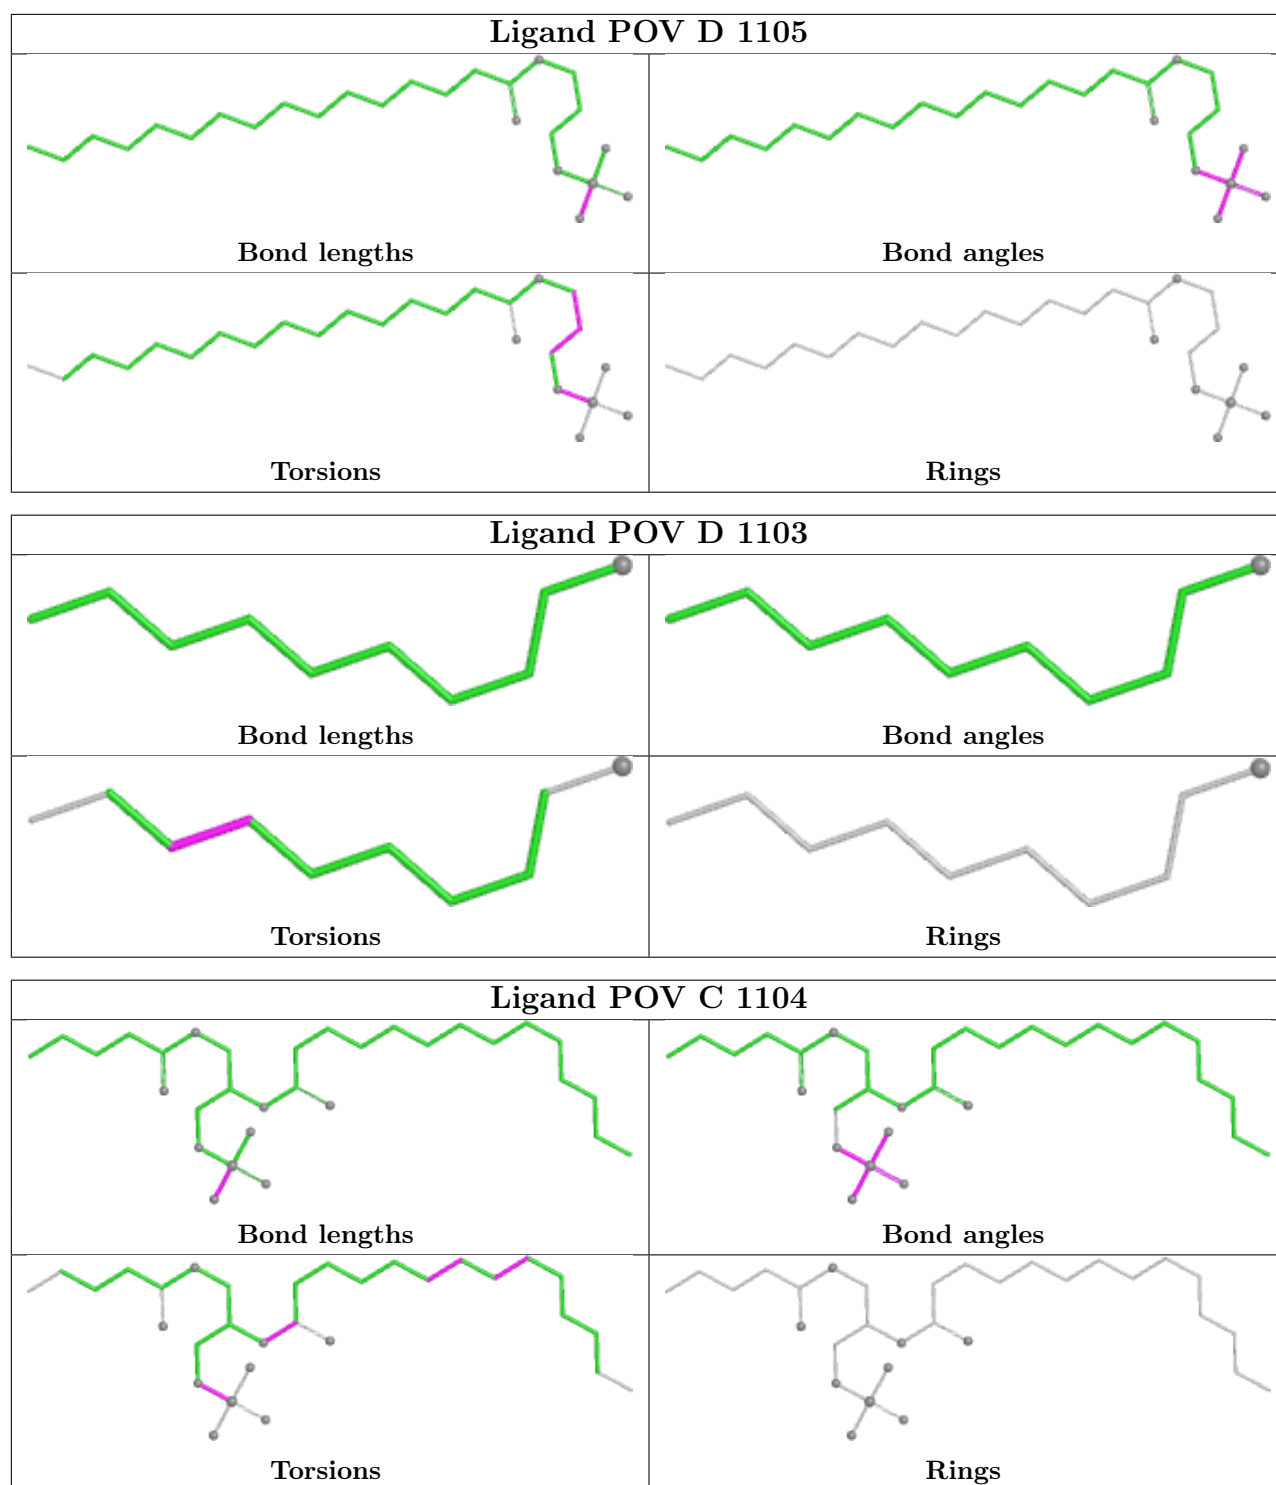 Ligand POV D 1105
Bond lengths
Bond angles
Torsions
Rings
Ligand POV D 1103
Bond lengths
Bond angles
Torsions
Rings
Ligand POV C 1104
Bond lengths
Bond angles
Torsions
Rings